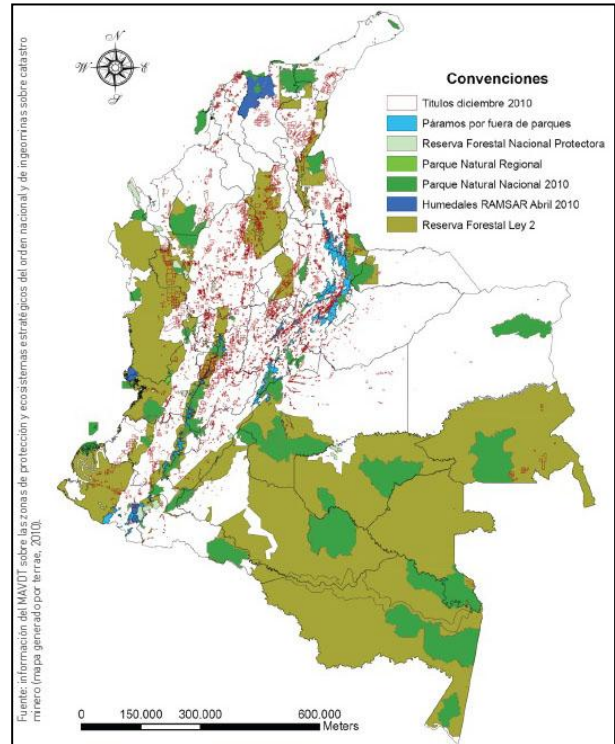 N
W E
S
Convenciones
Titulos diciembre 2010
Páramos por fuera de parques
Reserva Forestal Nacional Protectora
Parque Natural Regional
Parque Natural Nacional 2010
Humedales RAMSAR Abril 2010
Reserva Forestal Ley 2
Fuente: información del MAVDT sobre las zonas de protección y ecosistemas estratégicos del orden nacional y de ingeominas sobre catastro
minero (mapa generado por terrae, 2010).
0 150.000 300.000 600.000
Meters